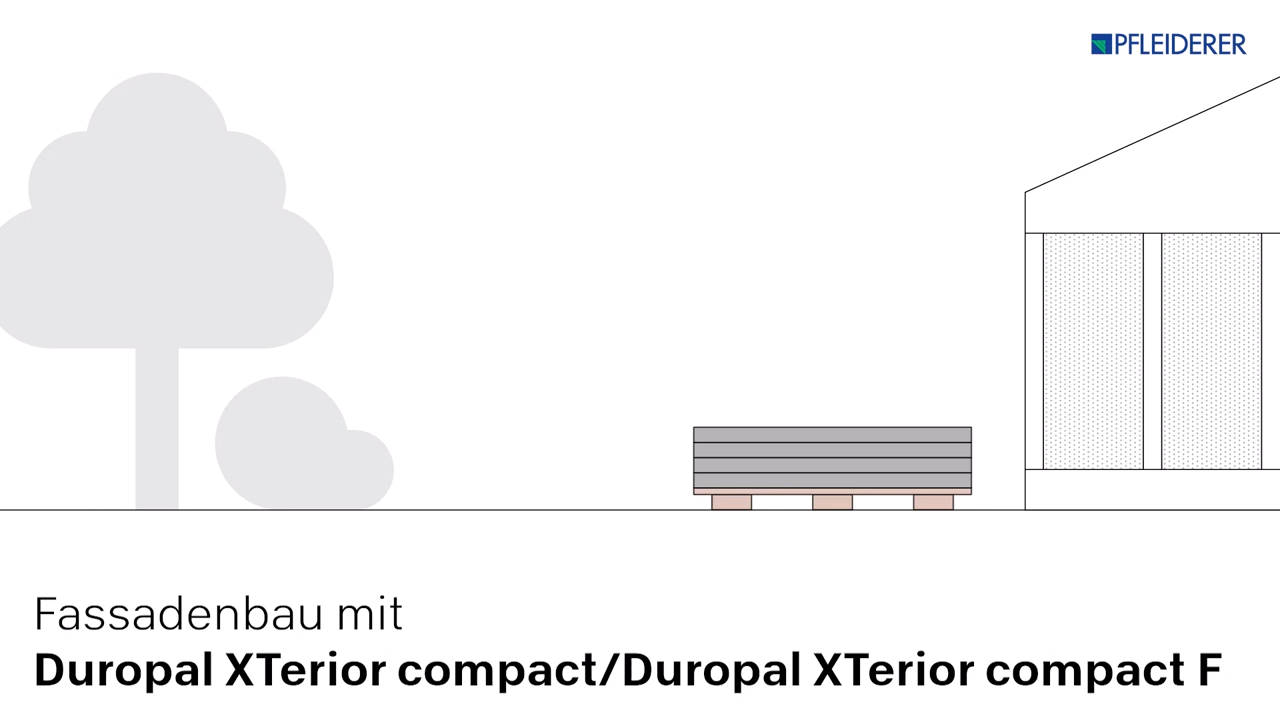 PFLEIDERER
Fassadenbau mit
Duropal XTerior compact/Duropal XTerior compact F